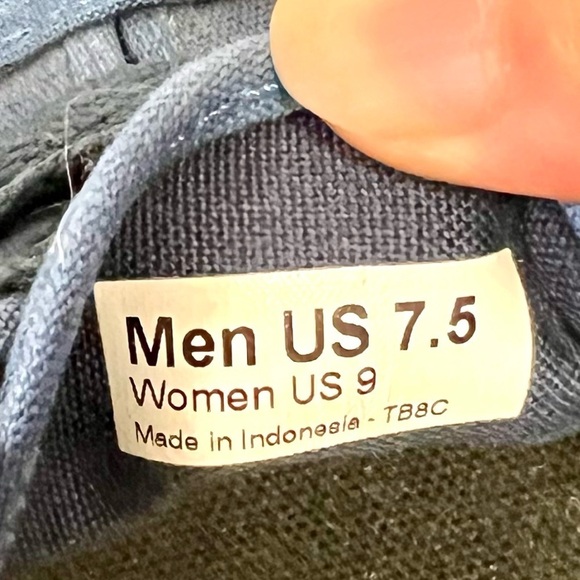 Men US 7.5
Women US 9
Made in Indonesia - TB8C